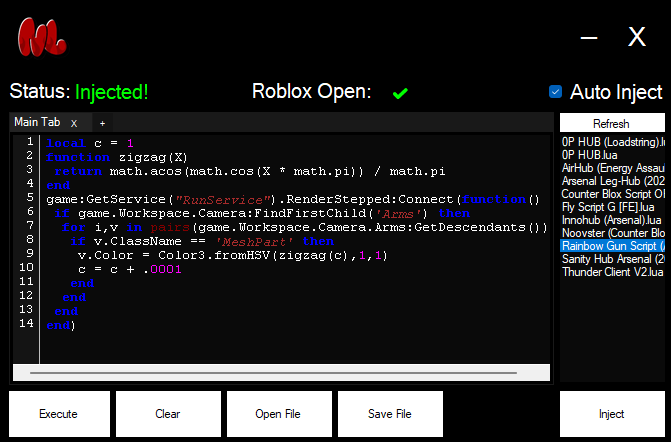 X
Status: Injected!
Roblox Open:
Auto Inject
Main Tab x +
1 local c = 1
2 function zigzag(X)
3 return math.acos(math.cos(X * math.pi)) / math.pi
4 end
5 game:GetService("RunService").RenderStepped:Connect(function()
6 if game.Workspace.Camera:FindFirstChild('Arms') then
7 for i,v in pairs(game.Workspace.Camera.Arms:GetDescendants())
8 if v.ClassName == 'MeshPart' then
9 v.Color = Color3.fromHSV(zigzag(c),1,1)
10 c = c + .0001
11 end
12 end
13 end
14 end)
Refresh
0P HUB (Loadstring).lu
0P HUB.lua
AirHub (Energy Assau
Arsenal Leg-Hub (202
Counter Blox Script OF
Fly Script G [FE].lua
Innohub (Arsenal).lua
Noovster (Counter Blo
Rainbow Gun Script (A
Sanity Hub Arsenal (20
Thunder Client V2.lua
Execute
Clear
Open File
Save File
Inject